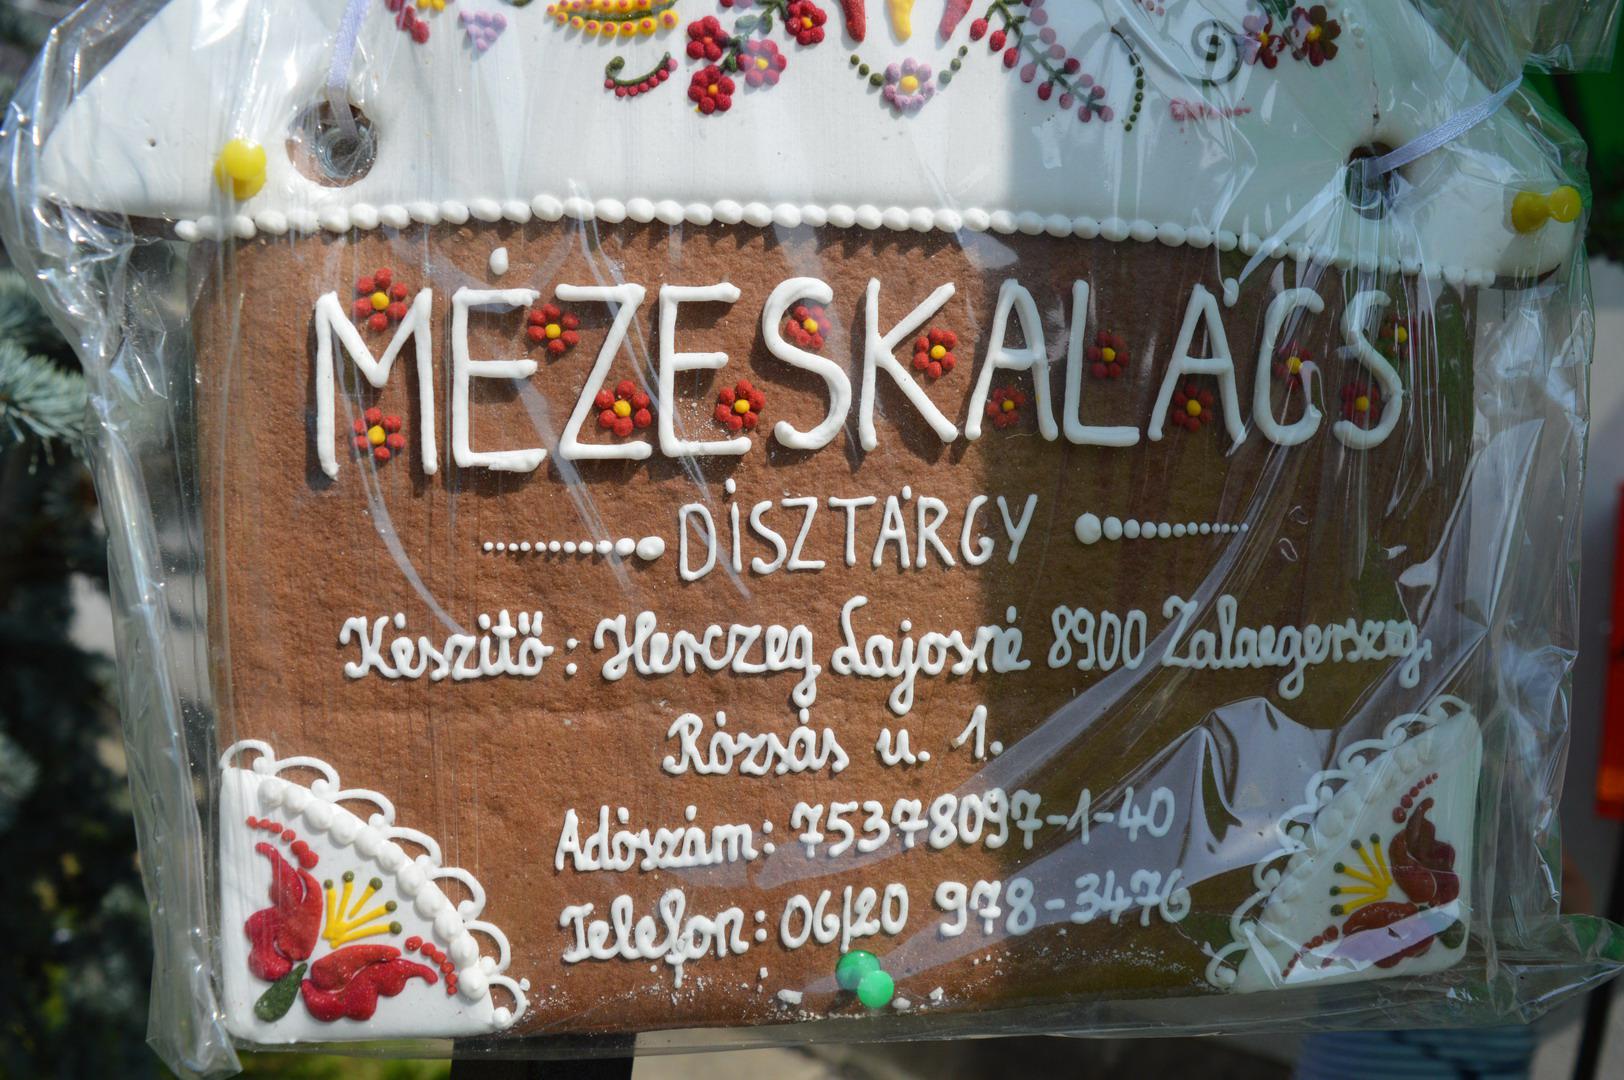 MÉZESKALÁCS
DÍSZTÁRGY
Készítő: Herczeg Lajosné 8900 Zalaegerszeg,
Rózsás u. 1.
Adószám: 75378097-1-40
Telefon: 06/20 978-3476